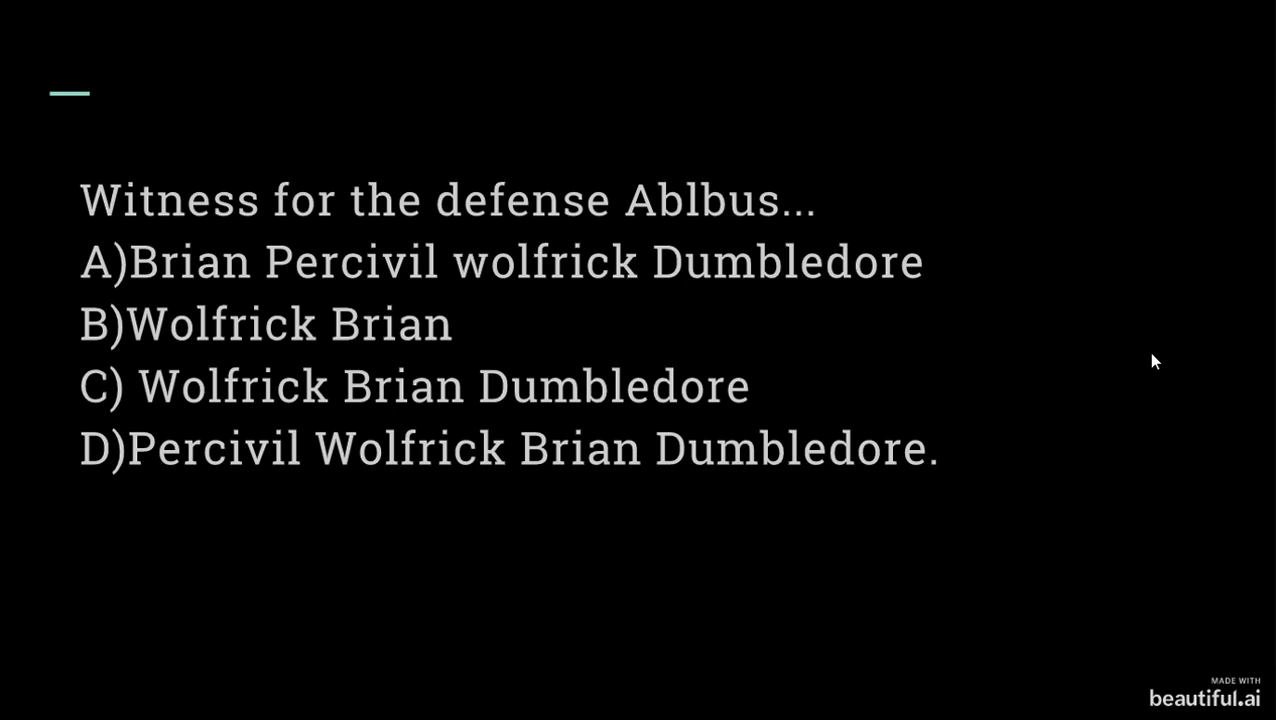 Witness for the defense Ablbus...
A)Brian Percivil wolfrick Dumbledore
B)Wolfrick Brian
C) Wolfrick Brian Dumbledore
D)Percivil Wolfrick Brian Dumbledore.
MADE WITH
beautiful.ai